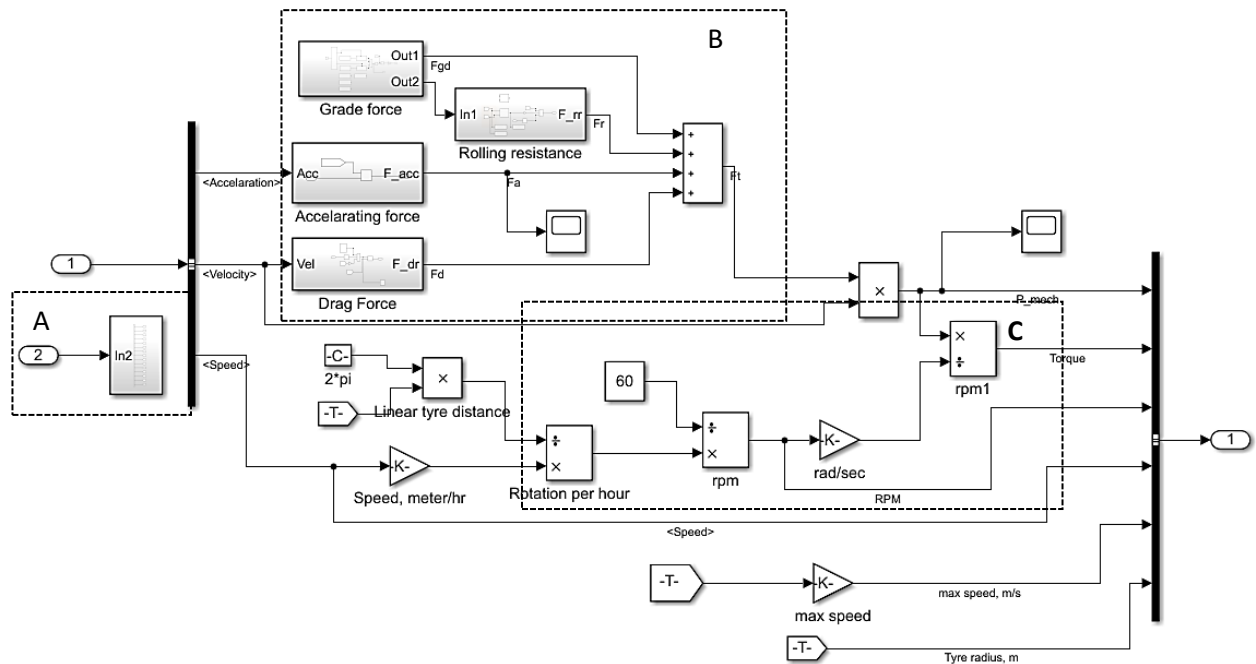 B
Out1
Fgd
Out2
Grade force
In1
F_rr
Fr
Rolling resistance
+
+
+
+
Ft
<Accelaration>
Acc
F_acc
Fa
Accelarating force
1
<Velocity>
Vel
F_dr
Fd
Drag Force
×
P_mech
A
2
In2
<Speed>
C
×
÷
Torque
rpm1
-C-
2*pi
×
-T-
Linear tyre distance
60
÷
×
Rotation per hour
÷
×
rpm
-K-
rad/sec
-K-
Speed, meter/hr
RPM
<Speed>
1
-T-
-K-
max speed
max speed, m/s
-T-
Tyre radius, m